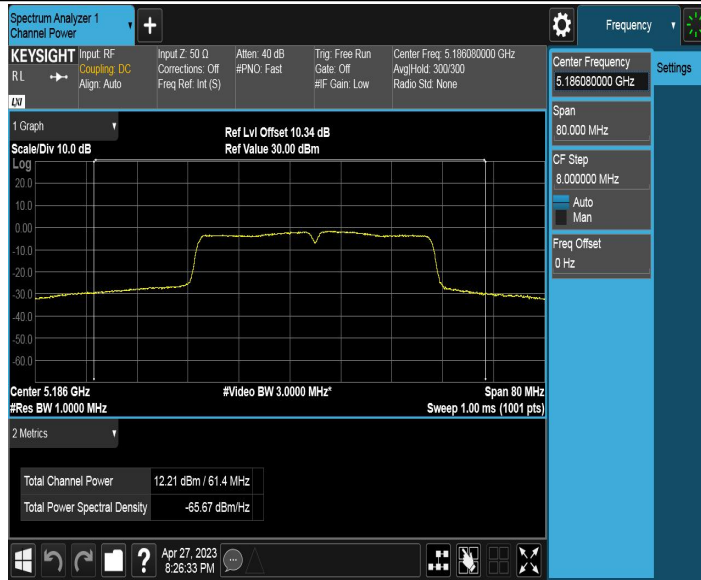 Spectrum Analyzer 1
Channel Power
+
Frequency
KEYSIGHT
RL
LXI
Input: RF
Coupling: DC
Align: Auto
Input Z: 50 Ω
Corrections: Off
Freq Ref: Int (S)
Atten: 40 dB
#PNO: Fast
Trig: Free Run
Gate: Off
#IF Gain: Low
Center Freq: 5.186080000 GHz
Avg|Hold: 300/300
Radio Std: None
Center Frequency
5.186080000 GHz
Settings
Span
80.000 MHz
CF Step
8.000000 MHz
Auto
Man
Freq Offset
0 Hz
1 Graph
Scale/Div 10.0 dB
Ref Lvl Offset 10.34 dB
Ref Value 30.00 dBm
Log
20.0
10.0
0.00
-10.0
-20.0
-30.0
-40.0
-50.0
-60.0
Center 5.186 GHz
#Video BW 3.0000 MHz*
Span 80 MHz
#Res BW 1.0000 MHz
Sweep 1.00 ms (1001 pts)
2 Metrics
Total Channel Power 12.21 dBm / 61.4 MHz
Total Power Spectral Density -65.67 dBm/Hz
?
Apr 27, 2023
8:26:33 PM